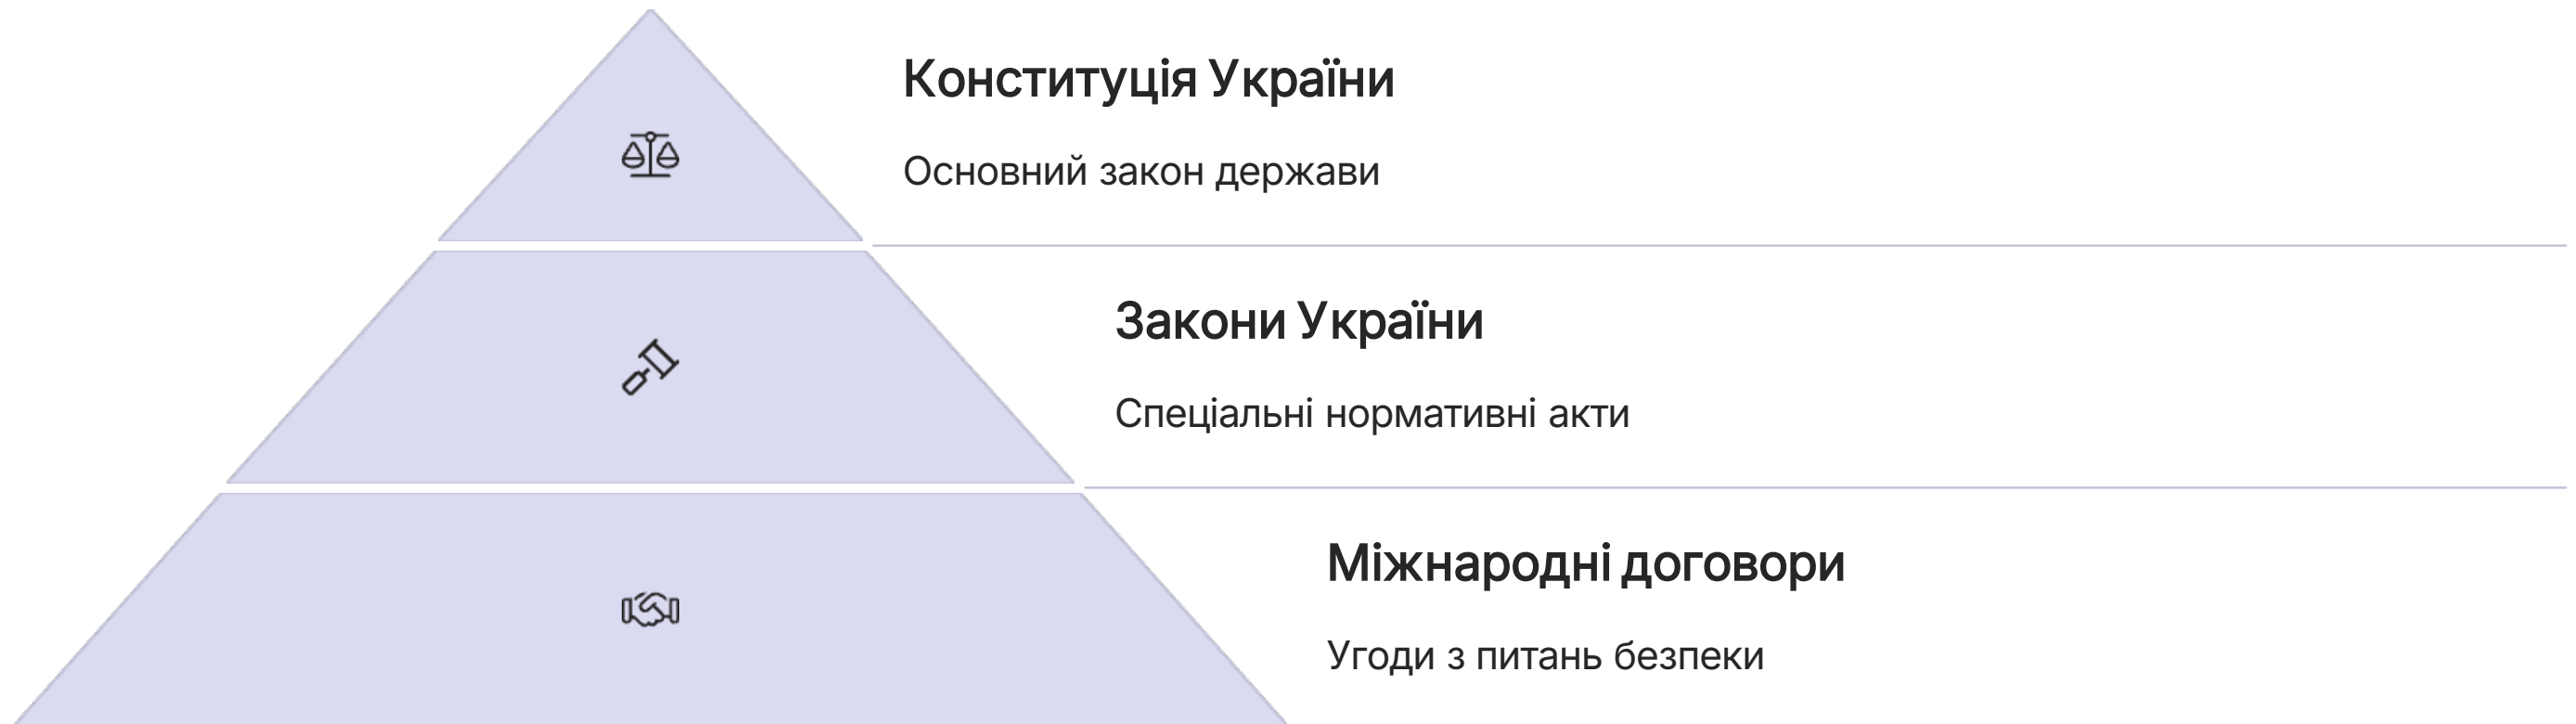 Конституція України
Основний закон держави
Закони України
Спеціальні нормативні акти
Міжнародні договори
Угоди з питань безпеки